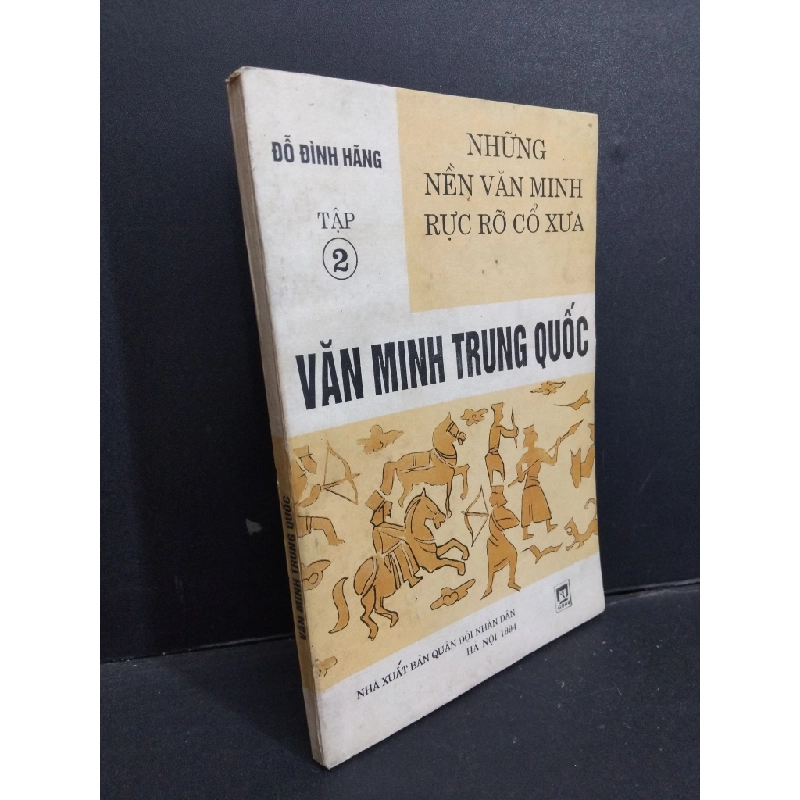 ĐỖ ĐÌNH HÃNG
TẬP
2
NHỮNG
NỀN VĂN MINH
RỰC RỠ CỔ XƯA
VĂN MINH TRUNG QUỐC
VĂN MINH TRUNG QUỐC
NHÀ XUẤT BẢN QUÂN ĐỘI NHÂN DÂN
HÀ NỘI 1994